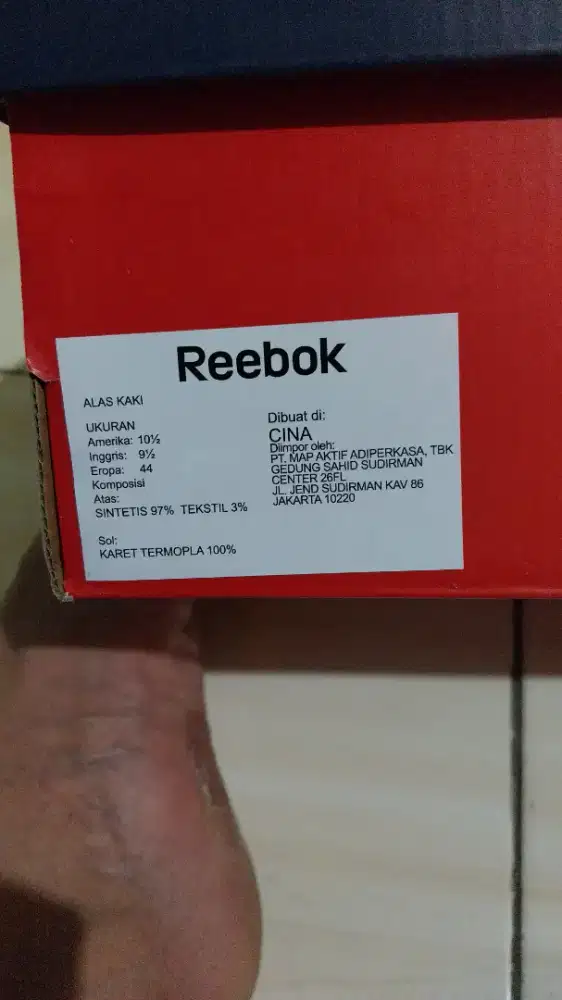 Reebok
ALAS KAKI
UKURAN
Amerika: 10½
Inggris: 9½
Eropa: 44
Komposisi
Atas:
SINTETIS 97% TEKSTIL 3%
Sol:
KARET TERMOPLA 100%
Dibuat di:
CINA
Diimpor oleh:
PT. MAP AKTIF ADIPERKASA, TBK
GEDUNG SAHID SUDIRMAN
CENTER 26FL
JL. JEND SUDIRMAN KAV 86
JAKARTA 10220